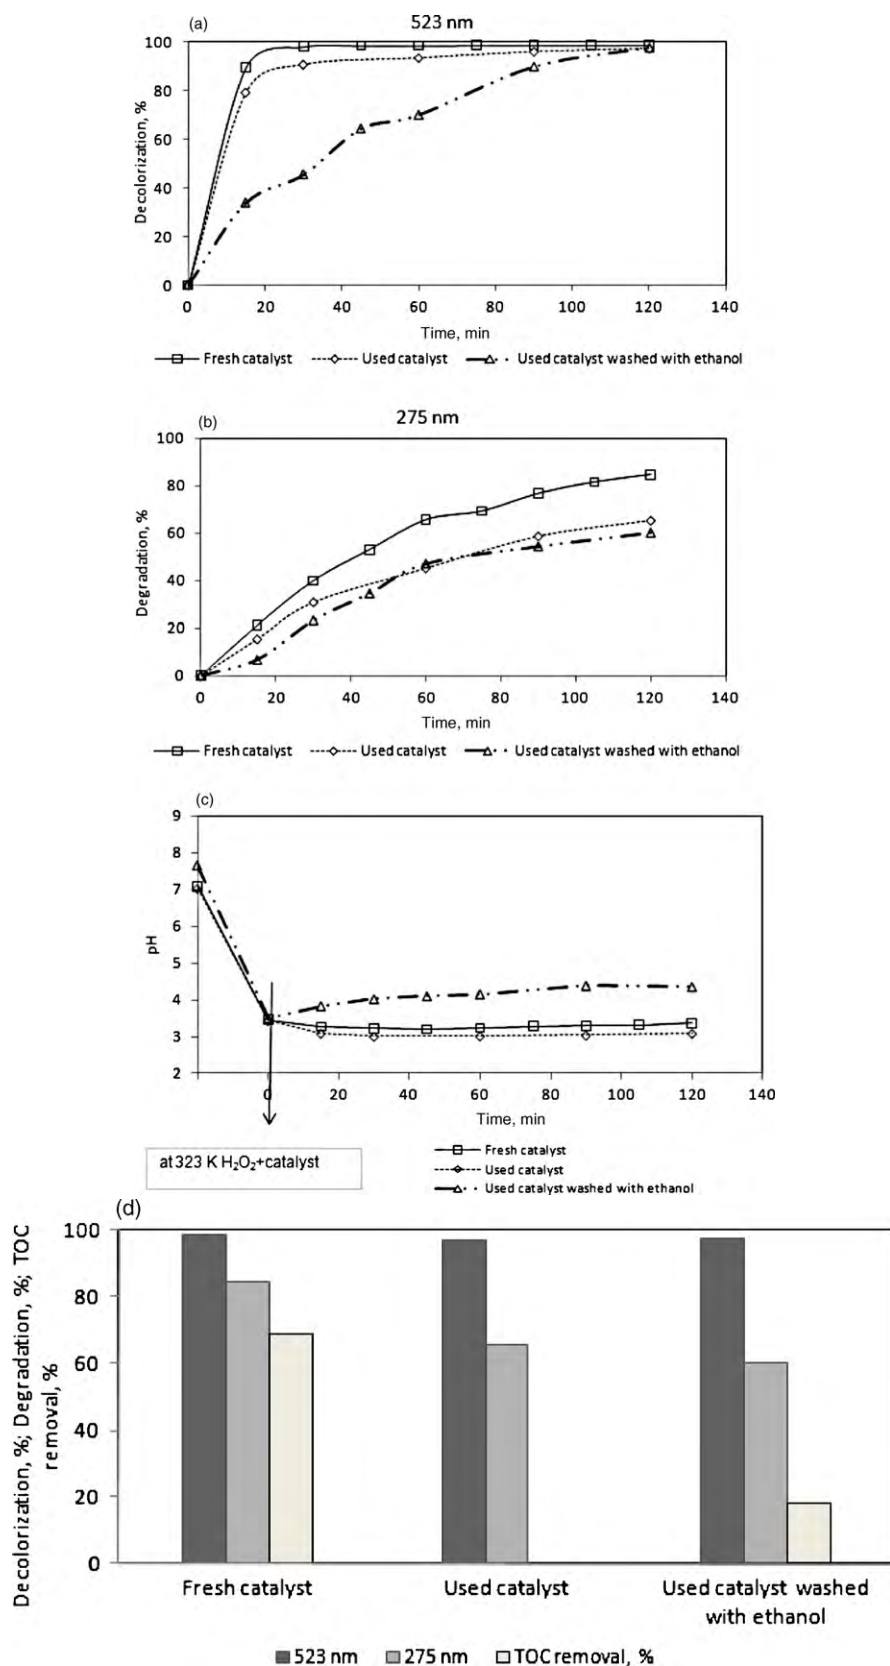 (a)
523 nm
100
80
60
40
20
0
Decolorization, %
0 20 40 60 80 100 120 140
Time, min
Fresh catalyst Used catalyst Used catalyst washed with ethanol
(b)
275 nm
100
80
60
40
20
0
Degradation, %
0 20 40 60 80 100 120 140
Time, min
Fresh catalyst Used catalyst Used catalyst washed with ethanol
(c)
9
8
7
6
5
4
3
2
pH
0 20 40 60 80 100 120 140
Time, min
at 323 K H₂O₂+catalyst
Fresh catalyst
Used catalyst
Used catalyst washed with ethanol
(d)
Decolorization, %; Degradation, %; TOC
removal, %
100
80
60
40
20
0
Fresh catalyst Used catalyst Used catalyst washed
with ethanol
523 nm 275 nm TOC removal, %